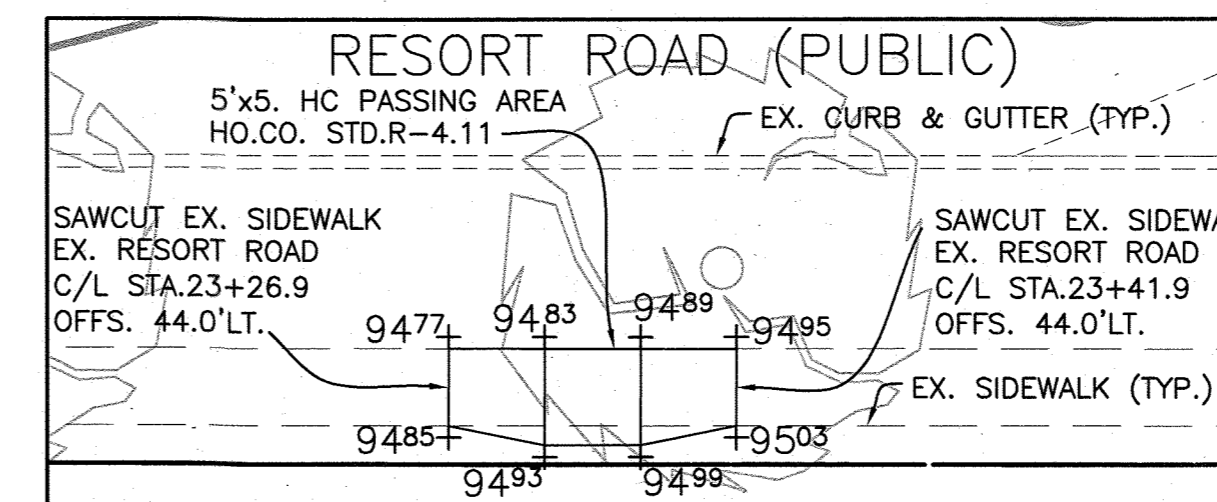 RESORT ROAD (PUBLIC)
5'x5. HC PASSING AREA
HO.CO. STD.R-4.11
EX. CURB & GUTTER (TYP.)
SAWCUT EX. SIDEWALK
EX. RESORT ROAD
C/L STA.23+26.9
OFFS. 44.0'LT.
SAWCUT EX. SIDEWA
EX. RESORT ROAD
C/L STA.23+41.9
OFFS. 44.0'LT.
9477
9483
9489
9495
EX. SIDEWALK (TYP.)
9485
9493
9499
9503